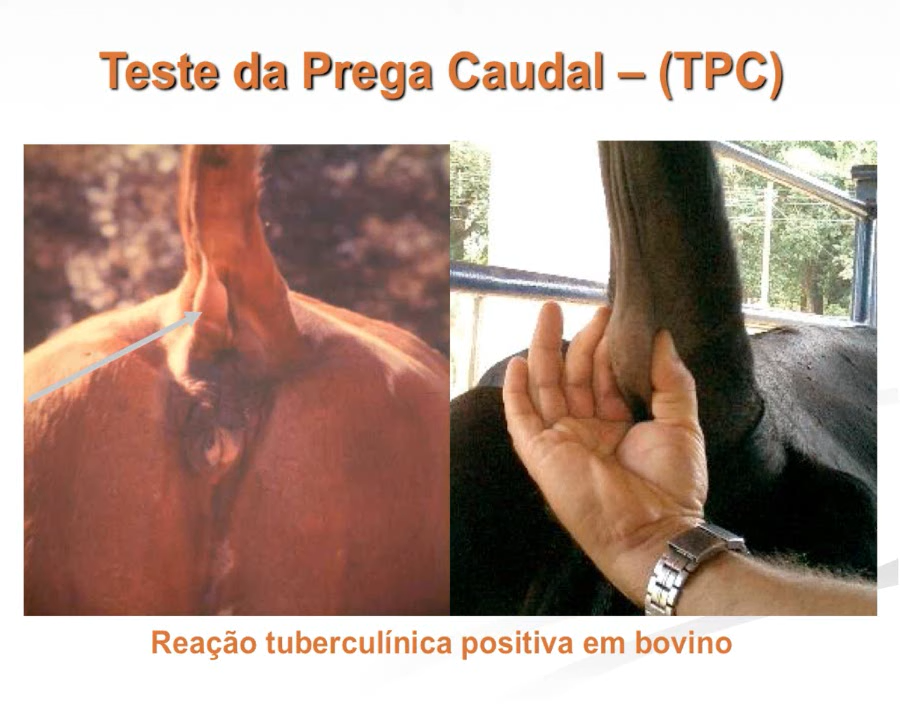 Teste da Prega Caudal – (TPC)
Reação tuberculínica positiva em bovino